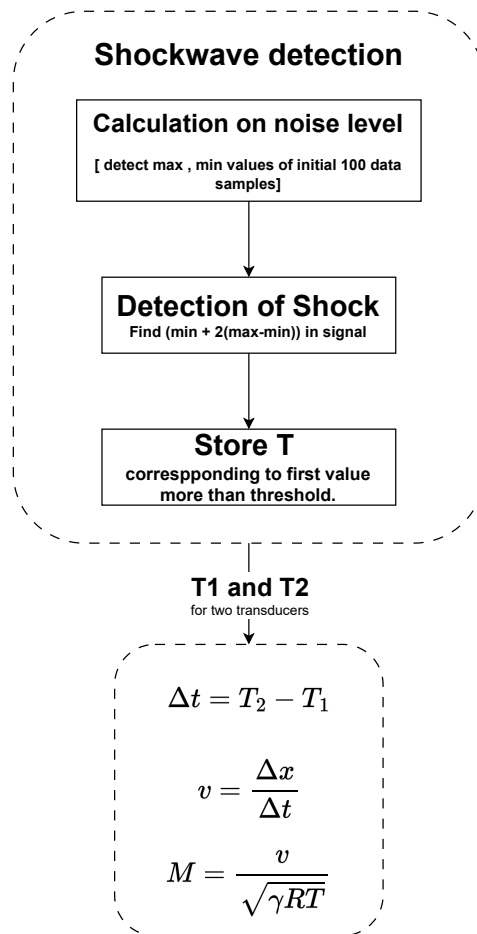 Shockwave detection
Calculation on noise level
[ detect max , min values of initial 100 data
samples]
Detection of Shock
Find (min + 2(max-min)) in signal
Store T
correspponding to first value
more than threshold.
T1 and T2
for two transducers
Δt = T₂ − T₁
v = Δx / Δt
M = v / √(γRT)